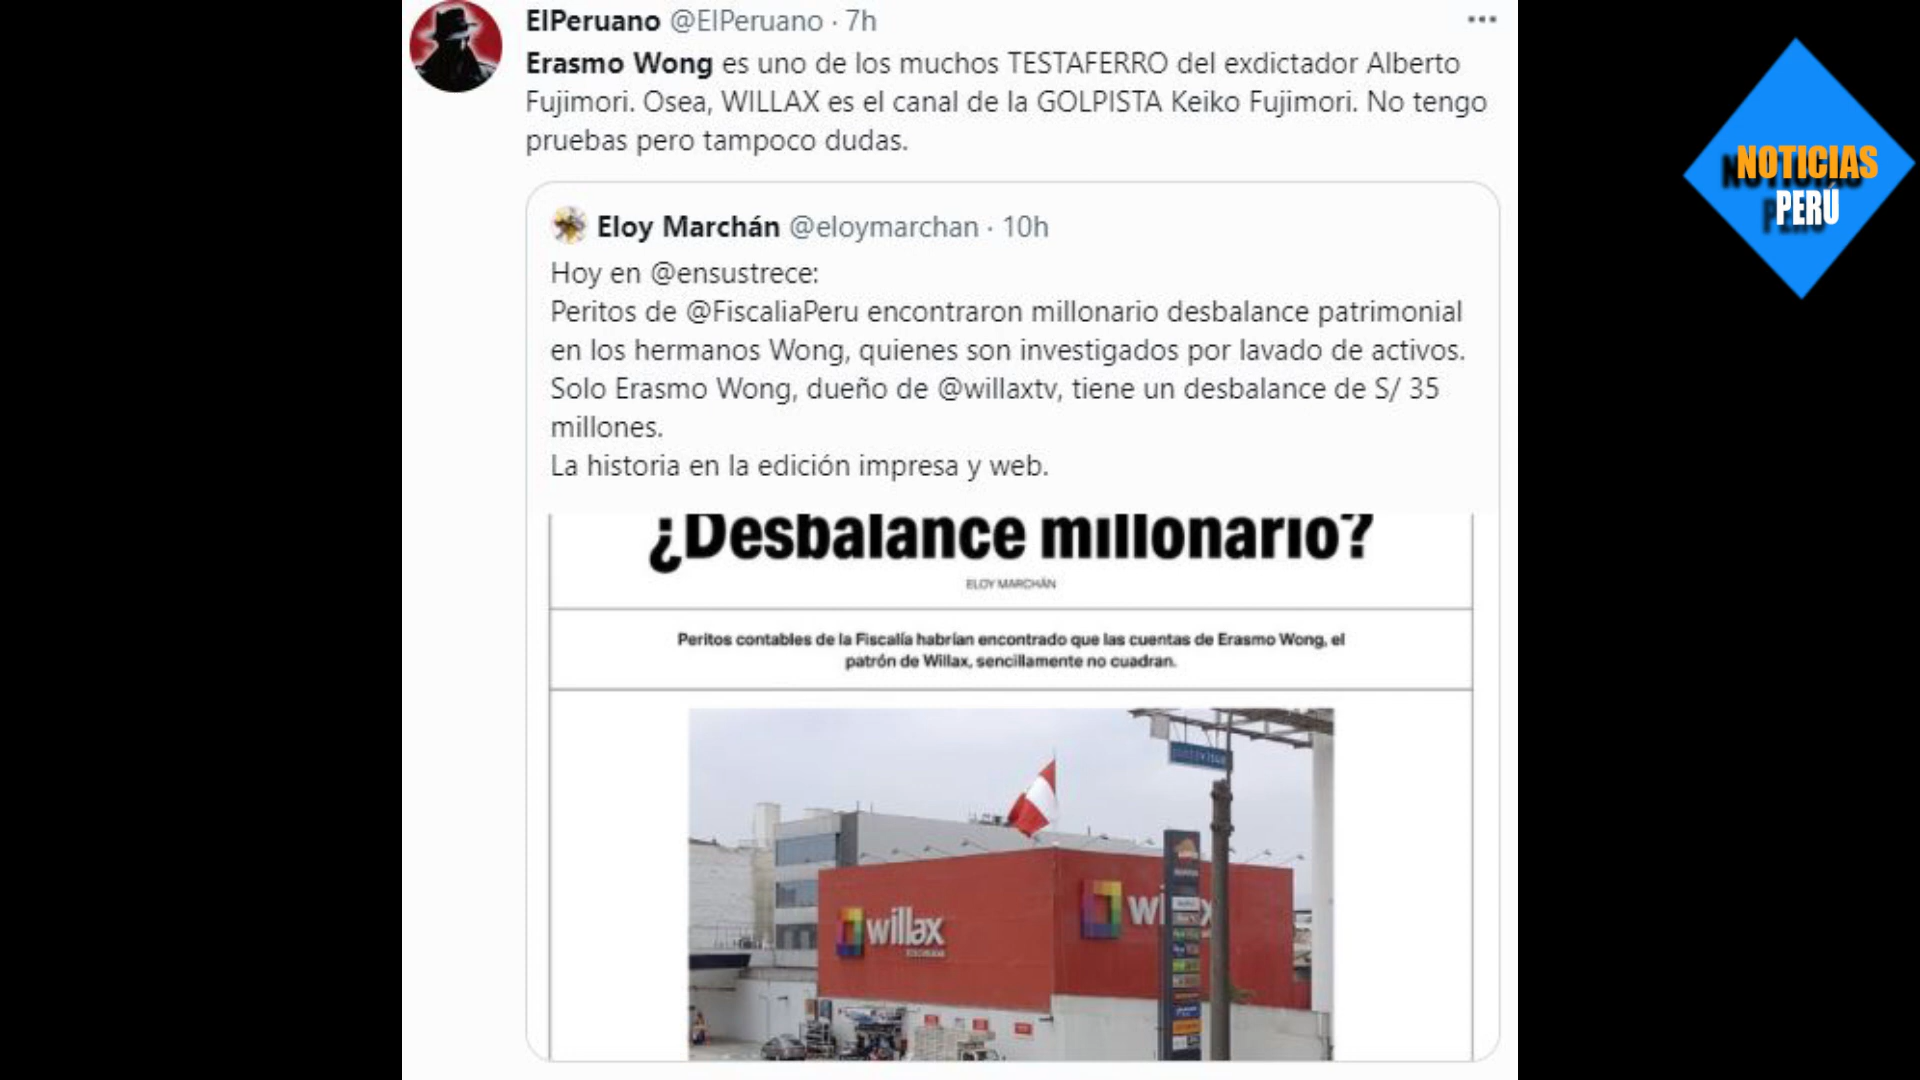 ElPeruano @ElPeruano · 7h
Erasmo Wong es uno de los muchos TESTAFERRO del exdictador Alberto
Fujimori. Osea, WILLAX es el canal de la GOLPISTA Keiko Fujimori. No tengo
pruebas pero tampoco dudas.
Eloy Marchán @eloymarchan · 10h
Hoy en @ensustrece:
Peritos de @FiscaliaPeru encontraron millonario desbalance patrimonial
en los hermanos Wong, quienes son investigados por lavado de activos.
Solo Erasmo Wong, dueño de @willaxtv, tiene un desbalance de S/ 35
millones.
La historia en la edición impresa y web.
¿Desbalance millonario?
ELOY MARCHÁN
Peritos contables de la Fiscalía habrían encontrado que las cuentas de Erasmo Wong, el
patrón de Willax, sencillamente no cuadran.
willax
NOTICIAS
PERÚ